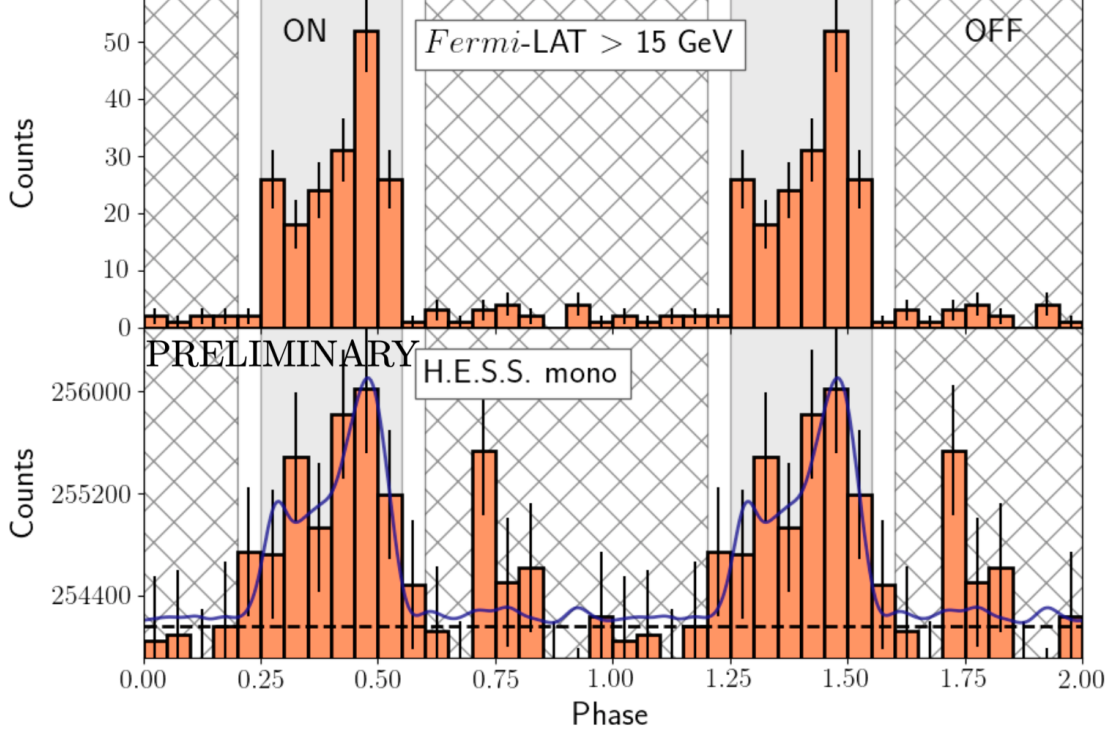 ON
Fermi-LAT > 15 GeV
OFF
50
40
30
20
10
0
Counts
PRELIMINARY
H.E.S.S. mono
256000
255200
254400
Counts
0.00 0.25 0.50 0.75 1.00 1.25 1.50 1.75 2.00
Phase